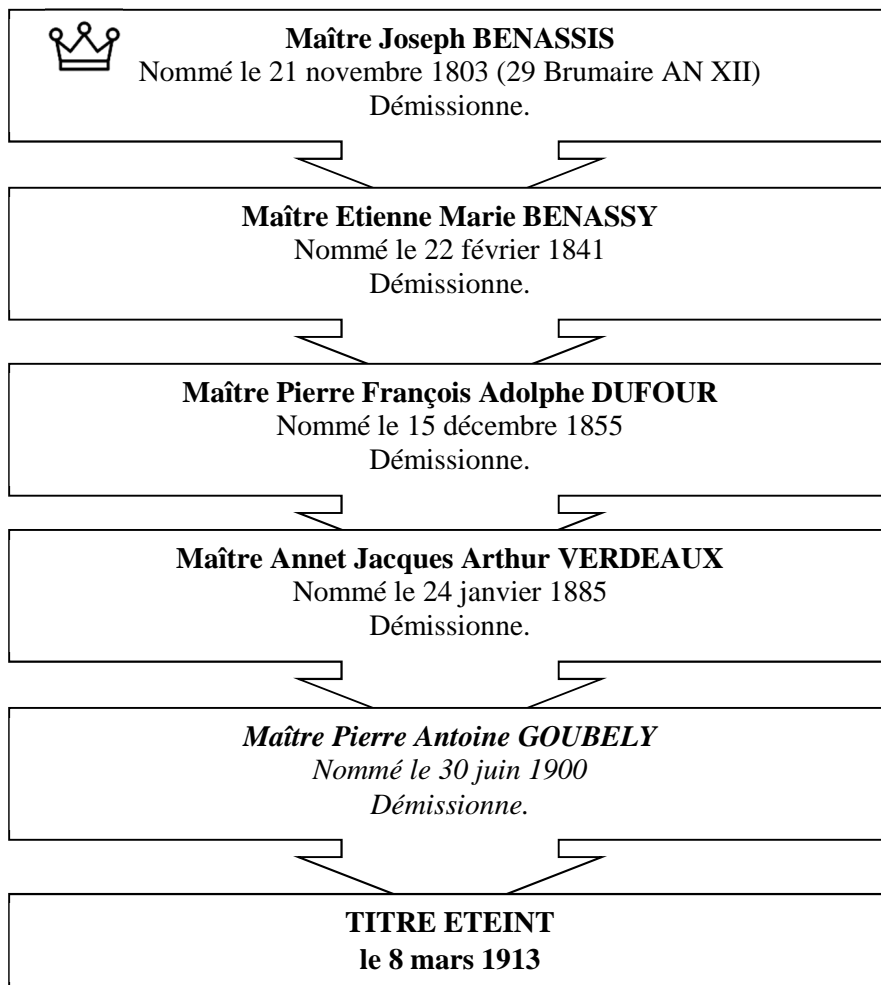 Maître Joseph BENASSIS
Nommé le 21 novembre 1803 (29 Brumaire AN XII)
Démissionne.
Maître Etienne Marie BENASSY
Nommé le 22 février 1841
Démissionne.
Maître Pierre François Adolphe DUFOUR
Nommé le 15 décembre 1855
Démissionne.
Maître Annet Jacques Arthur VERDEAUX
Nommé le 24 janvier 1885
Démissionne.
Maître Pierre Antoine GOUBELY
Nommé le 30 juin 1900
Démissionne.
TITRE ETEINT
le 8 mars 1913